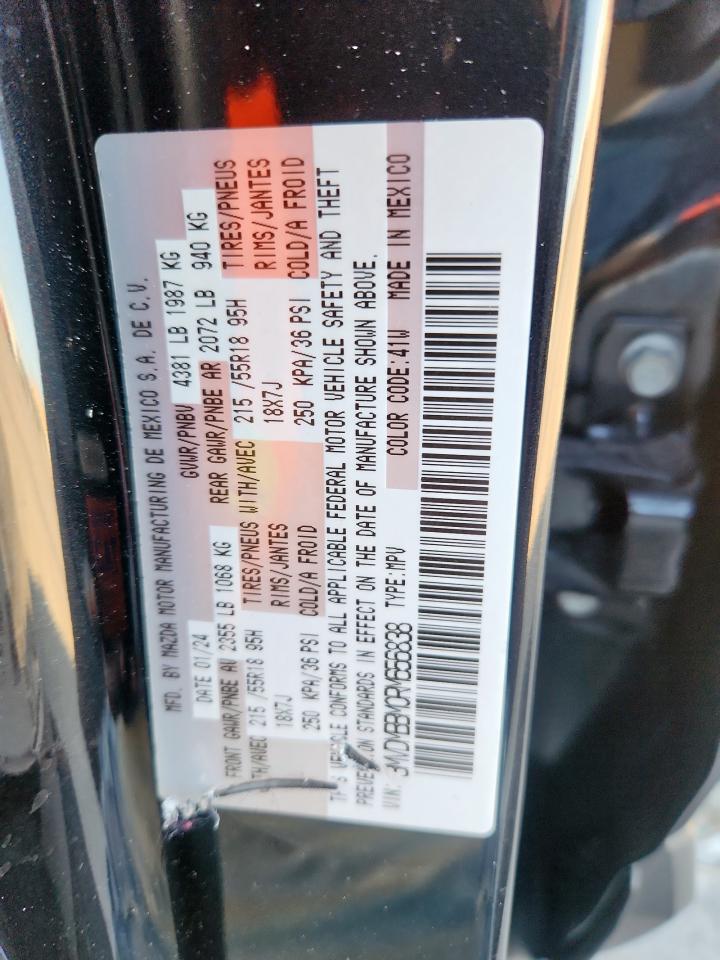 MFD. BY MAZDA MOTOR MANUFACTURING DE MEXICO S.A. DE C.V.
DATE 01/24 GVWR/PNBV 4381 LB 1987 KG
FRONT GAWR/PNBE AV 2355 LB 1068 KG REAR GAWR/PNBE AR 2072 LB 940 KG
TH/AVEC 215 /55R18 95H TIRES/PNEUS WITH/AVEC 215 /55R18 95H TIRES/PNEUS
18X7J RIMS/JANTES 18X7J RIMS/JANTES
250 KPA/36 PSI COLD/A FROID 250 KPA/36 PSI COLD/A FROID
VEHICLE CONFORMS TO ALL APPLICABLE FEDERAL MOTOR VEHICLE SAFETY AND THEFT
STANDARDS IN EFFECT ON THE DATE OF MANUFACTURE SHOWN ABOVE.
VIN: 3MVDMBBM0RM656838 TYPE:MPV COLOR CODE:41W MADE IN MEXICO